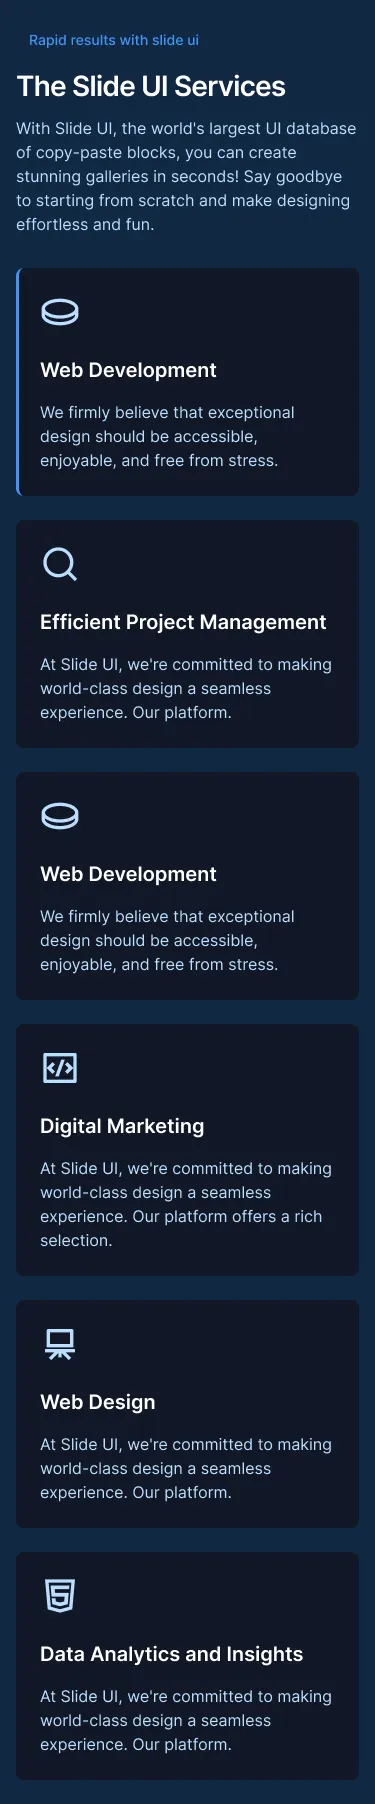 Rapid results with slide ui
The Slide UI Services
With Slide UI, the world's largest UI database
of copy-paste blocks, you can create
stunning galleries in seconds! Say goodbye
to starting from scratch and make designing
effortless and fun.
Web Development
We firmly believe that exceptional
design should be accessible,
enjoyable, and free from stress.
Efficient Project Management
At Slide UI, we're committed to making
world-class design a seamless
experience. Our platform.
Web Development
We firmly believe that exceptional
design should be accessible,
enjoyable, and free from stress.
Digital Marketing
At Slide UI, we're committed to making
world-class design a seamless
experience. Our platform offers a rich
selection.
Web Design
At Slide UI, we're committed to making
world-class design a seamless
experience. Our platform.
Data Analytics and Insights
At Slide UI, we're committed to making
world-class design a seamless
experience. Our platform.